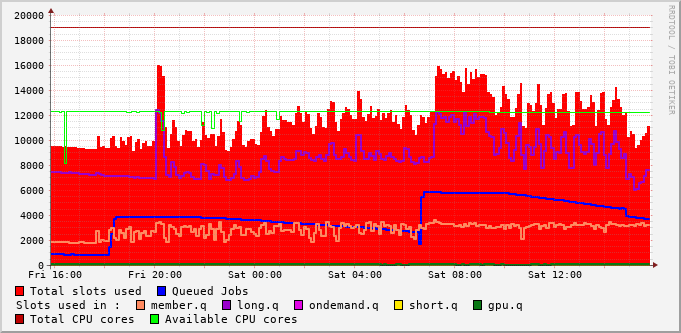 20000
18000
16000
14000
12000
10000
8000
6000
4000
2000
0
Fri 16:00 Fri 20:00 Sat 00:00 Sat 04:00 Sat 08:00 Sat 12:00
Total slots used Queued Jobs
Slots used in : member.q long.q ondemand.q short.q gpu.q
Total CPU cores Available CPU cores
RRDTOOL / TOBI OETIKER